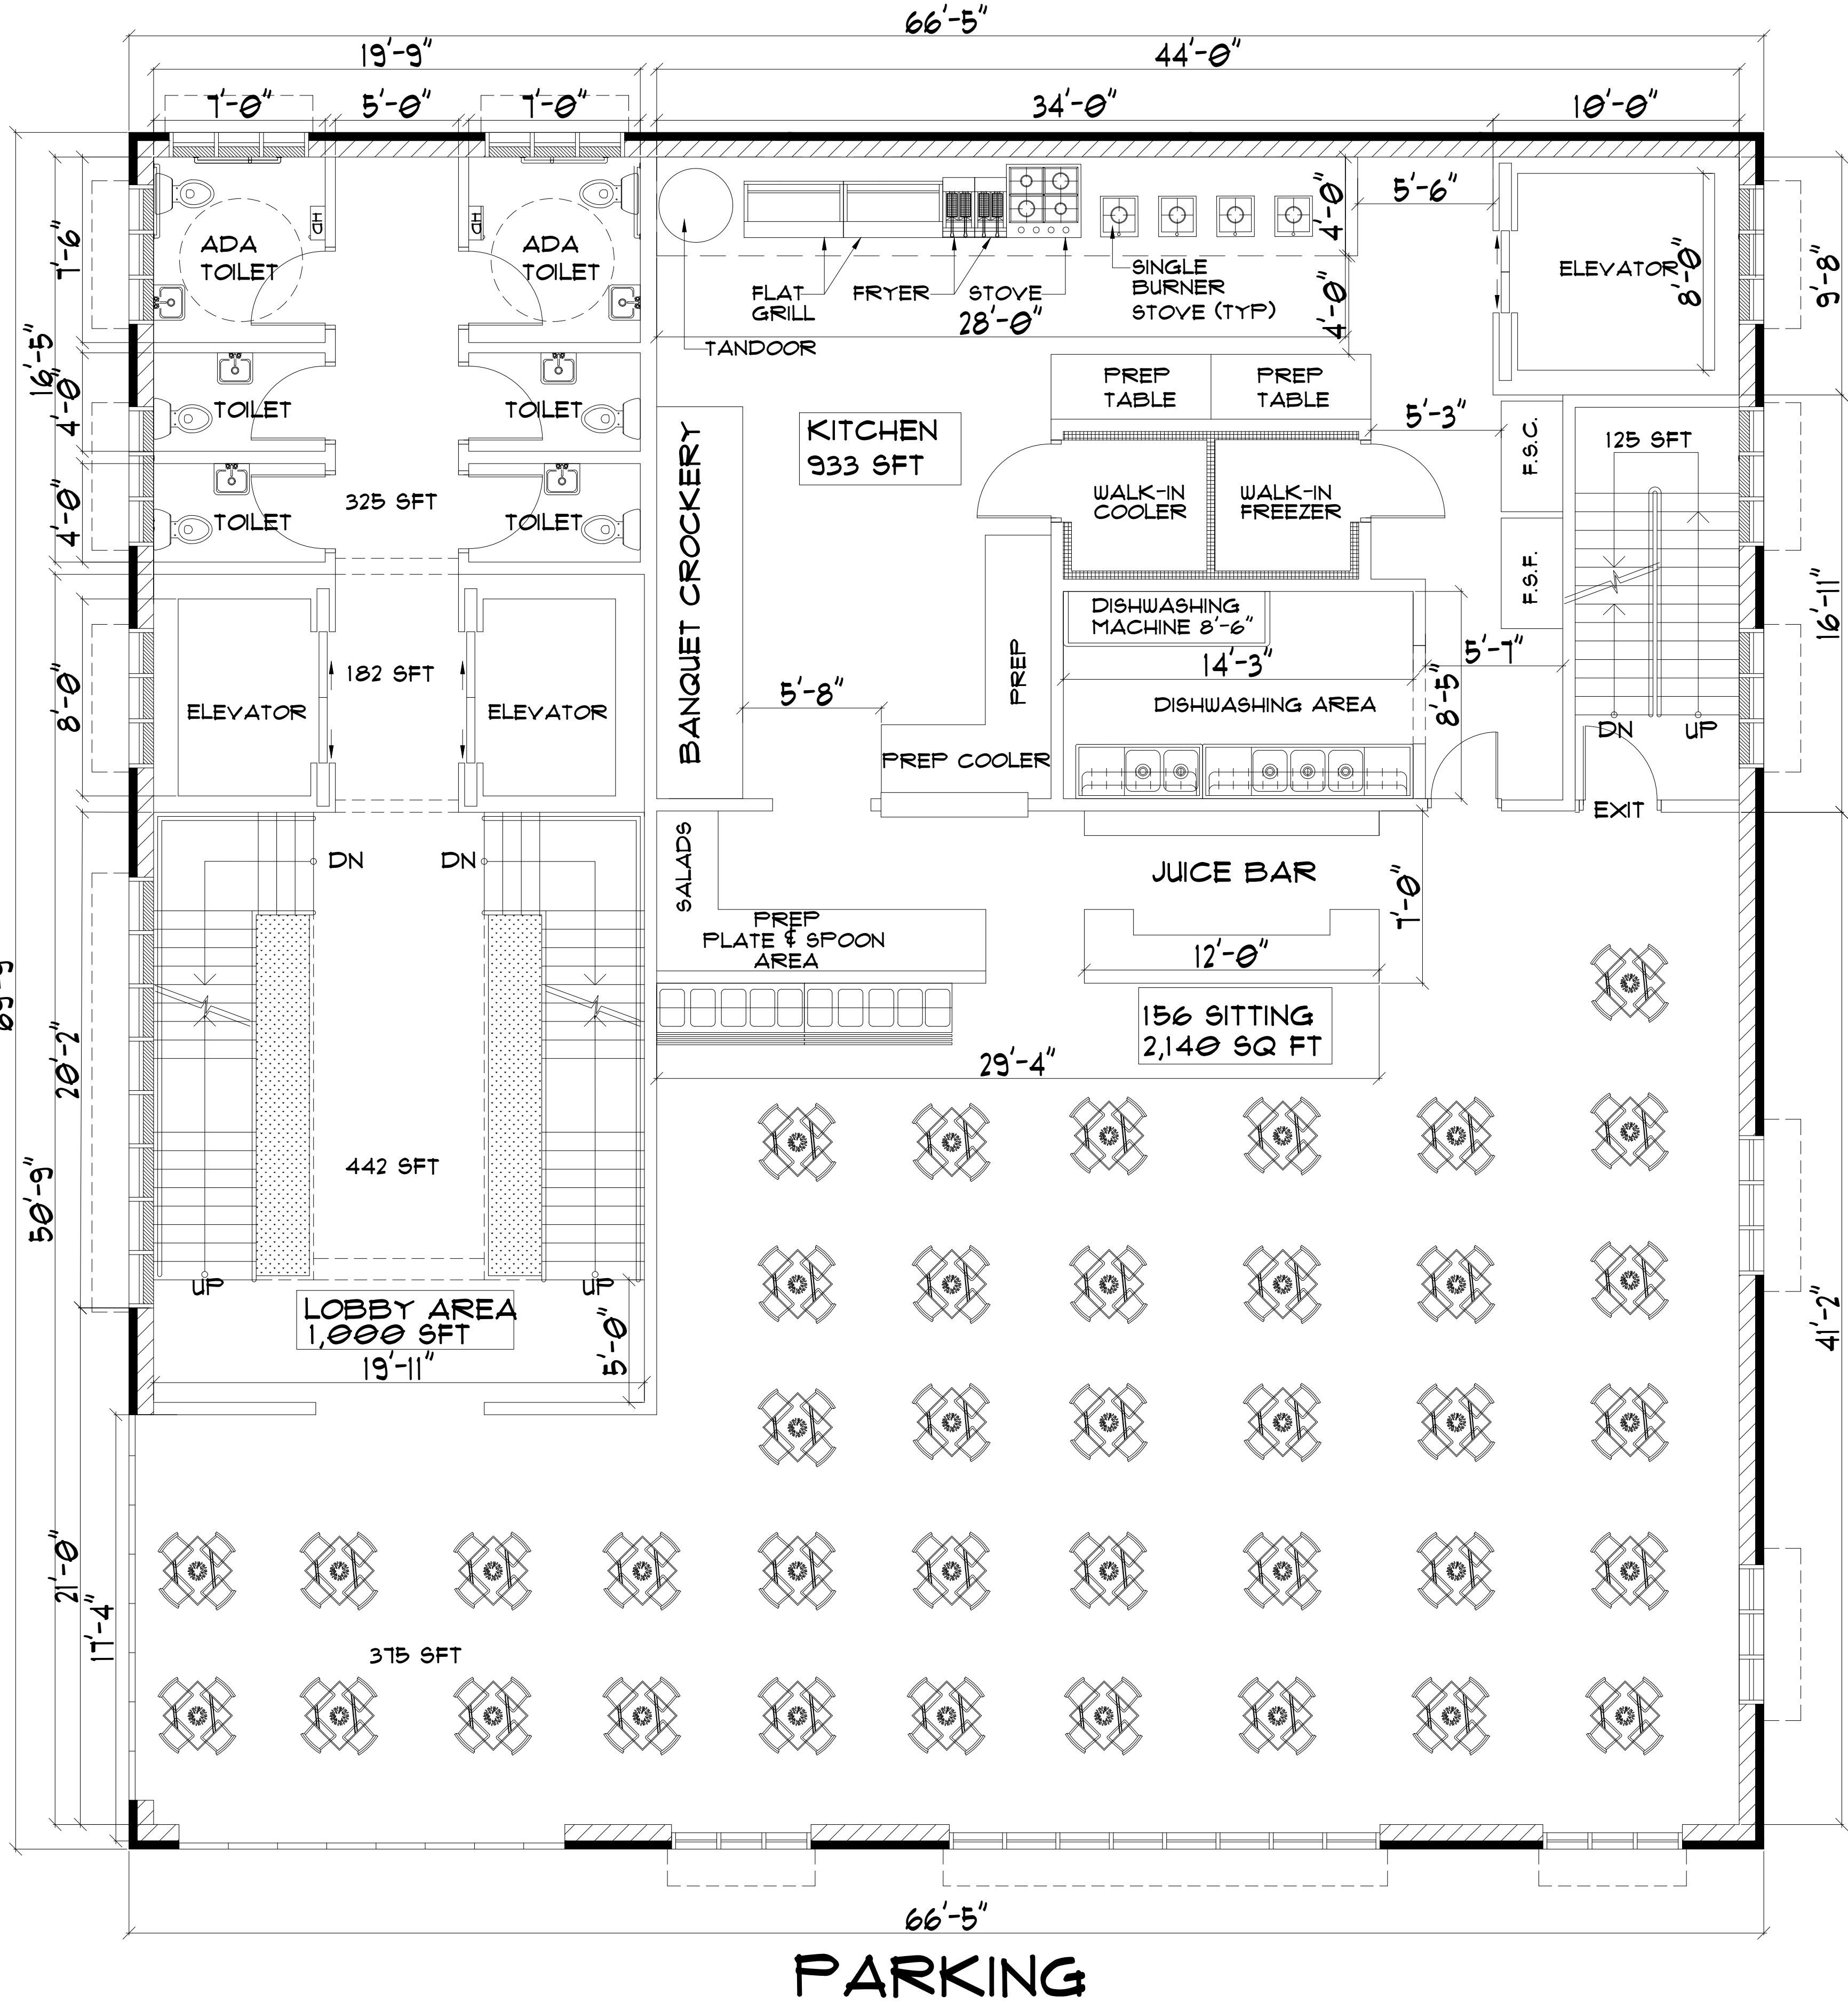 66'-5"
19'-9"
44'-0"
7'-0"
5'-0"
7'-0"
34'-0"
10'-0"
HD
HD
ADA
TOILET
ADA
TOILET
7'-6"
4'-0"
5'-6"
ELEVATOR
8'-0"
9'-8"
FLAT
GRILL
FRYER
STOVE
SINGLE
BURNER
STOVE (TYP)
28'-0"
4'-0"
TANDOOR
16'-5"
4'-0"
TOILET
TOILET
PREP
TABLE
PREP
TABLE
5'-3"
KITCHEN
933 SFT
F.S.C.
125 SFT
BANQUET CROCKERY
WALK-IN
COOLER
WALK-IN
FREEZER
4'-0"
TOILET
325 SFT
TOILET
F.S.F.
16'-11"
DISHWASHING
MACHINE 8'-6"
14'-3"
5'-7"
8'-0"
182 SFT
ELEVATOR
ELEVATOR
5'-8"
PREP
DISHWASHING AREA
8'-5"
PREP COOLER
DN
UP
EXIT
DN
DN
SALADS
JUICE BAR
7'-0"
PREP
PLATE & SPOON
AREA
12'-0"
156 SITTING
2,140 SQ FT
29'-4"
20'-2"
50'-9"
442 SFT
UP
UP
LOBBY AREA
1,000 SFT
19'-11"
5'-0"
41'-2"
21'-0"
17'-4"
375 SFT
66'-5"
PARKING